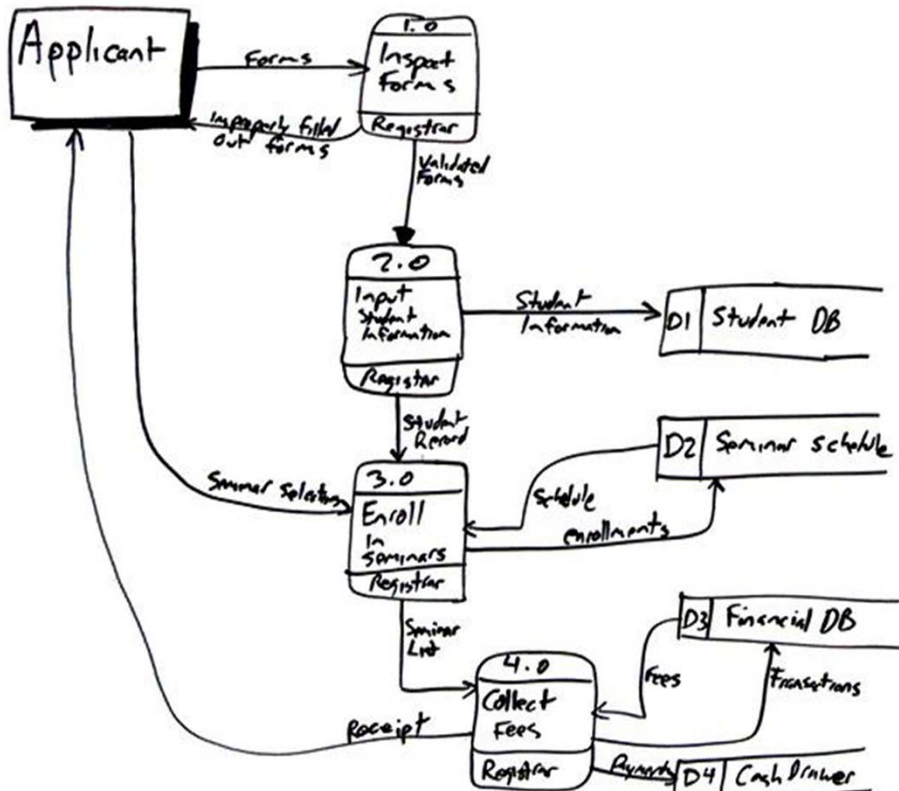 Applicant
Forms
1.0
Inspect
Forms
Registrar
Improperly filled
Out forms
Validated
Forms
2.0
Input
Student
Information
Registrar
Student
Information
D1 Student DB
Student
Record
D2 Seminar Schedule
3.0
Enroll
In
Seminars
Registrar
Seminar Selections
Schedule
enrollments
Seminar
List
D3 Financial DB
4.0
Collect
Fees
Registrar
Fees
Transactions
Receipt
Payments
D4 Cash Drawer